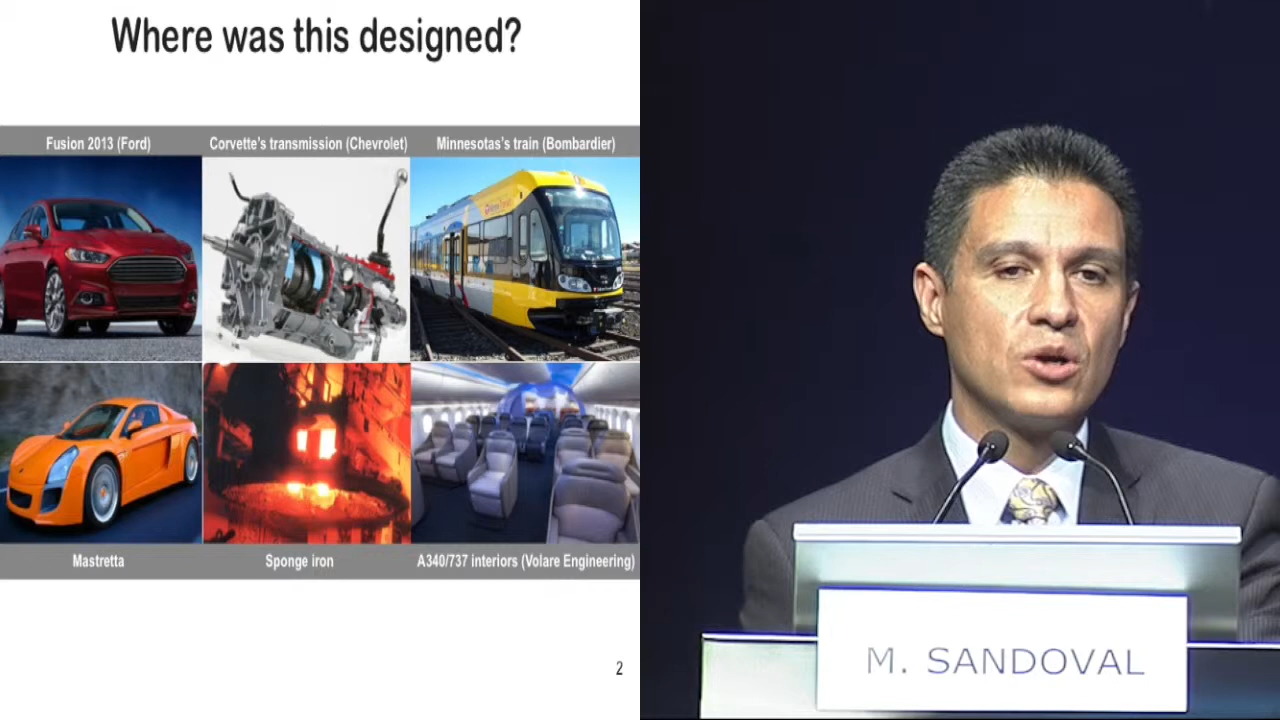 Where was this designed?
Fusion 2013 (Ford)
Corvette's transmission (Chevrolet)
Minnesotas's train (Bombardier)
Mastretta
Sponge iron
A340/737 interiors (Volare Engineering)
2
M. SANDOVAL